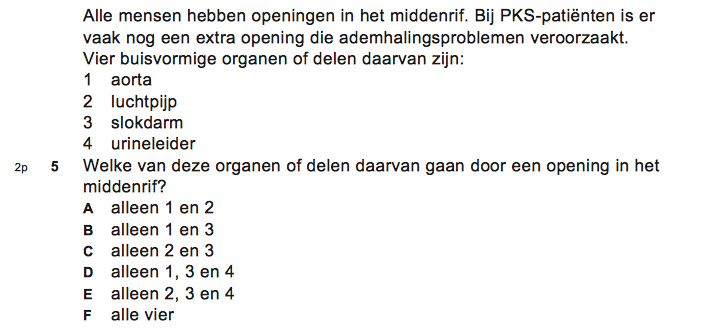 Alle mensen hebben openingen in het middenrif. Bij PKS-patiënten is er
vaak nog een extra opening die ademhalingsproblemen veroorzaakt.
Vier buisvormige organen of delen daarvan zijn:
1 aorta
2 luchtpijp
3 slokdarm
4 urineleider
2p 5 Welke van deze organen of delen daarvan gaan door een opening in het
middenrif?
A alleen 1 en 2
B alleen 1 en 3
C alleen 2 en 3
D alleen 1, 3 en 4
E alleen 2, 3 en 4
F alle vier